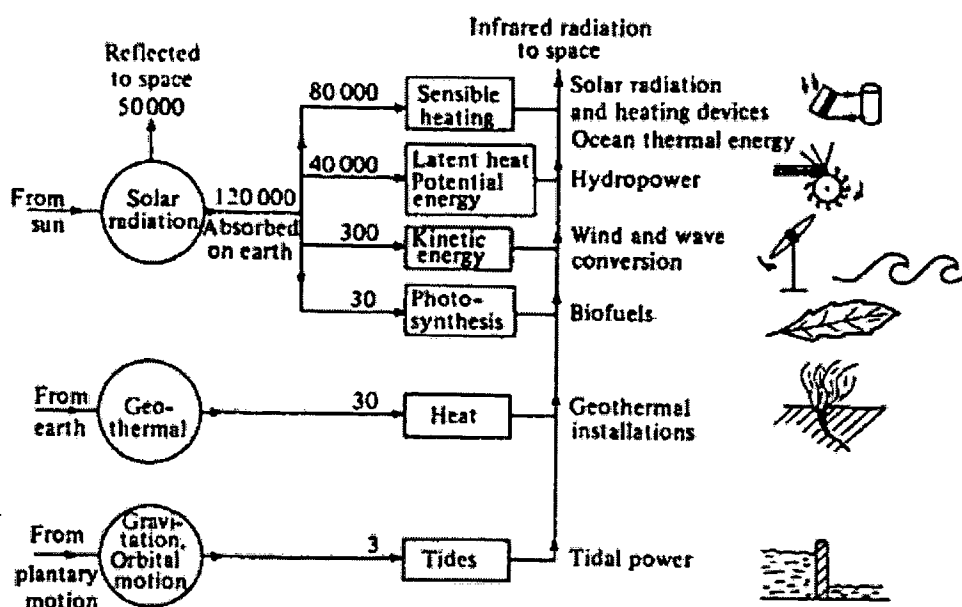 Infrared radiation
to space
Reflected
to space
50 000
80 000
Sensible
heating
Solar radiation
and heating devices
Ocean thermal energy
40 000
Latent heat
Potential
energy
Hydropower
From
sun
Solar
radiation
120 000
Absorbed
on earth
300
Kinetic
energy
Wind and wave
conversion
30
Photo-
synthesis
Biofuels
From
earth
Geo-
thermal
30
Heat
Geothermal
installations
From
plantary
motion
Gravi-
tation,
Orbital
motion
3
Tides
Tidal power